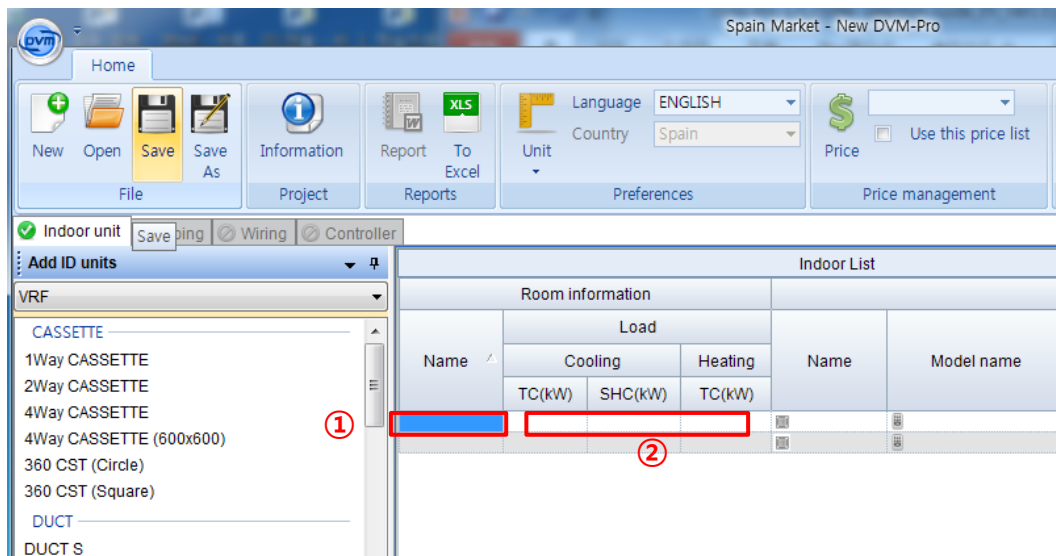 Spain Market - New DVM-Pro
DVM
Home
New
Open
Save
Save As
Information
Report
XLS
To Excel
Unit
Language ENGLISH
Country Spain
Price
Use this price list
File
Project
Reports
Preferences
Price management
Indoor unit
Save
ping
Wiring
Controller
Add ID units
Indoor List
VRF
Room information
CASSETTE
Load
1Way CASSETTE
Name
Cooling
Heating
Name
Model name
2Way CASSETTE
TC(kW)
SHC(kW)
TC(kW)
4Way CASSETTE
①
4Way CASSETTE (600x600)
②
360 CST (Circle)
360 CST (Square)
DUCT
DUCT S